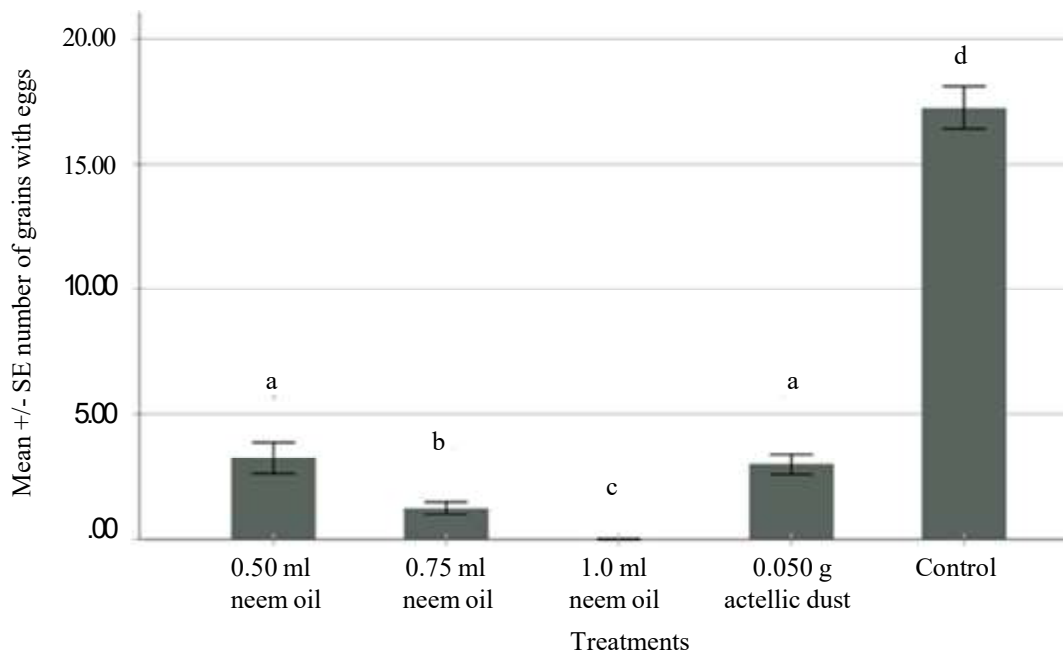 Mean +/- SE number of grains with eggs
20.00
15.00
10.00
5.00
.00
a
b
c
a
d
0.50 ml
neem oil
0.75 ml
neem oil
1.0 ml
neem oil
0.050 g
actellic dust
Control
Treatments